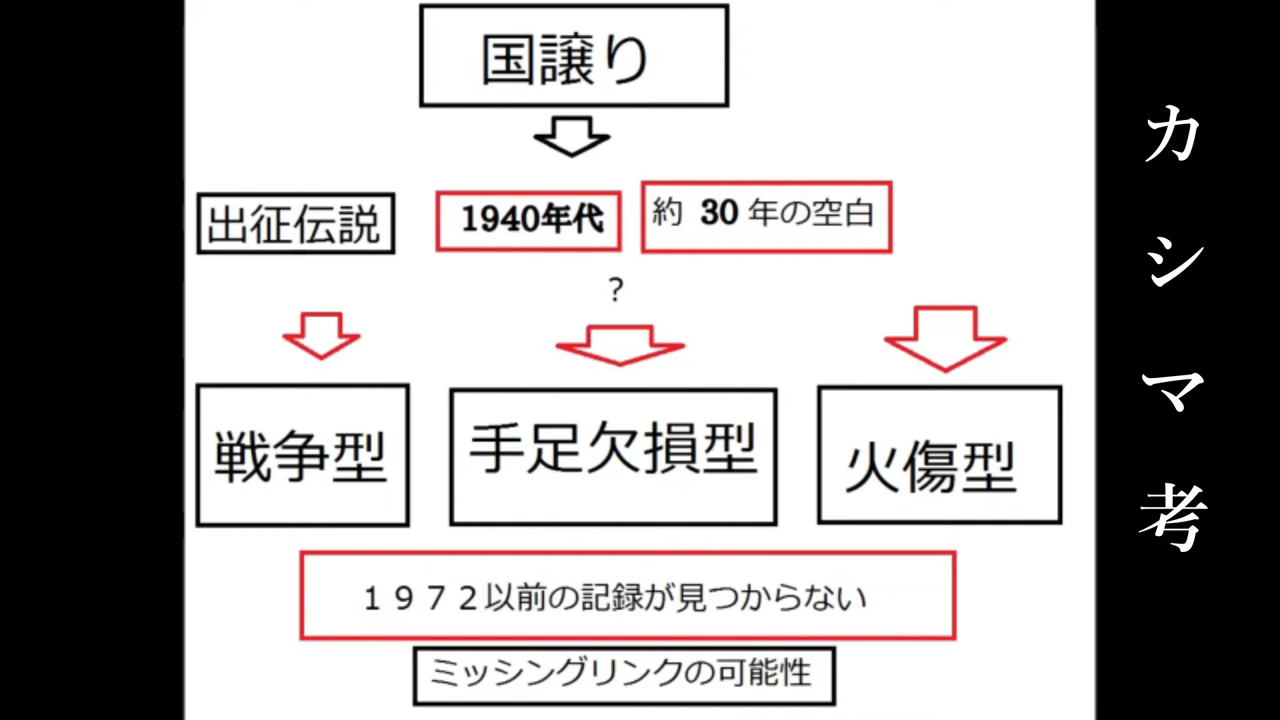 国譲り
出征伝説
1940年代
約 30 年の空白
?
戦争型
手足欠損型
火傷型
1972以前の記録が見つからない
ミッシングリンクの可能性
カシマ考